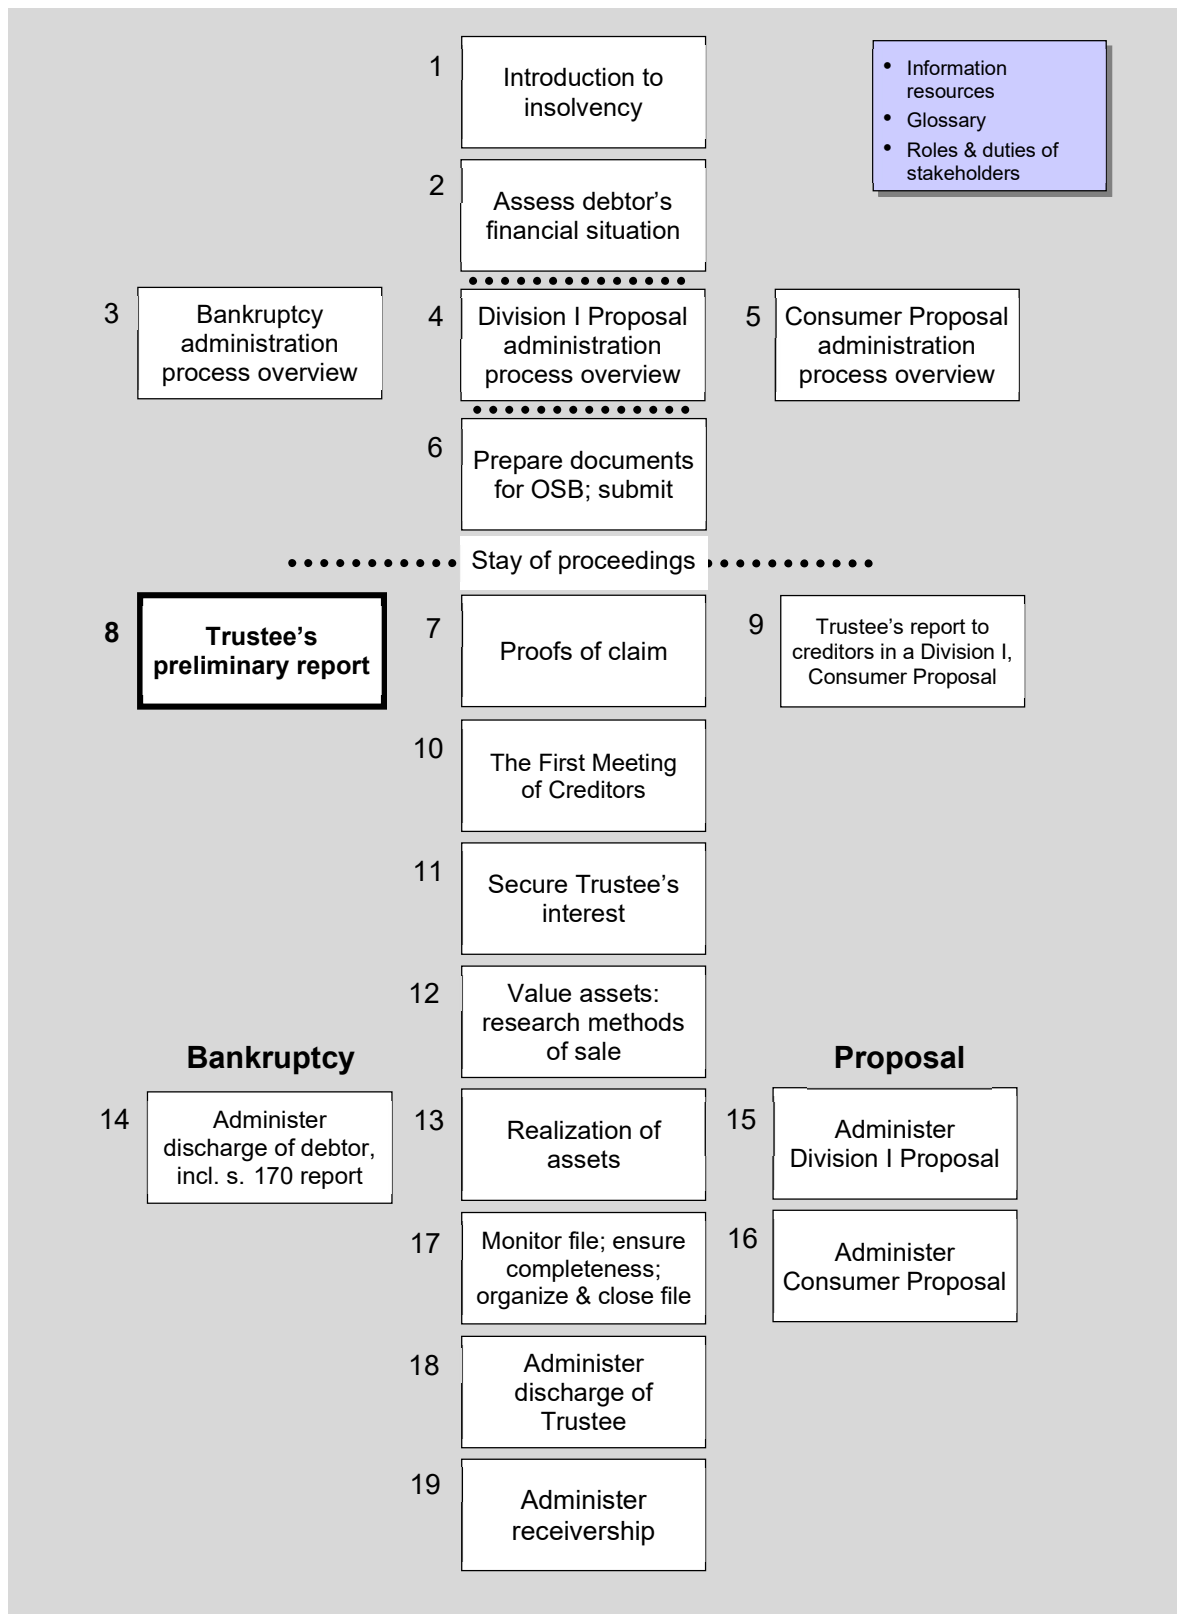 1
Introduction to
insolvency
• Information
resources
• Glossary
• Roles & duties of
stakeholders
2
Assess debtor’s
financial situation
3
Bankruptcy
administration
process overview
4
Division I Proposal
administration
process overview
5
Consumer Proposal
administration
process overview
6
Prepare documents
for OSB; submit
Stay of proceedings
8
Trustee’s
preliminary report
7
Proofs of claim
9
Trustee’s report to
creditors in a Division I,
Consumer Proposal
10
The First Meeting
of Creditors
11
Secure Trustee’s
interest
12
Value assets:
research methods
of sale
Bankruptcy
Proposal
14
Administer
discharge of debtor,
incl. s. 170 report
13
Realization of
assets
15
Administer
Division I Proposal
17
Monitor file; ensure
completeness;
organize & close file
16
Administer
Consumer Proposal
18
Administer
discharge of
Trustee
19
Administer
receivership